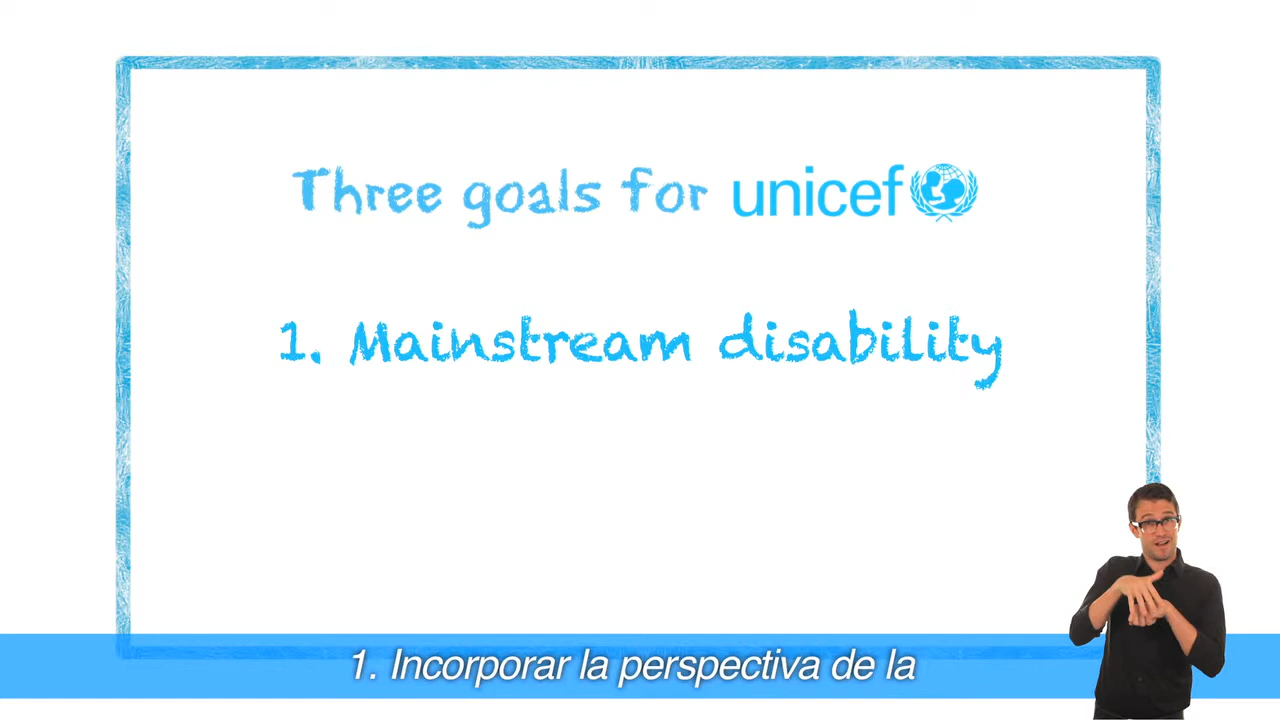 Three goals for unicef
1. Mainstream disability
1. Incorporar la perspectiva de la